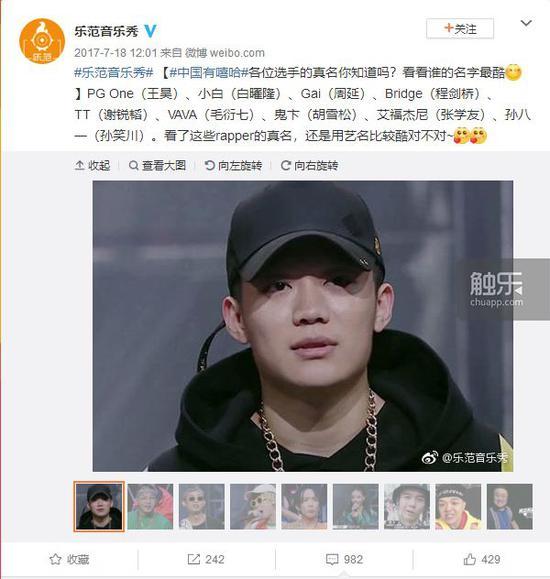 乐范音乐秀
2017-7-18 12:01 来自 微博 weibo.com
+关注
乐范
#乐范音乐秀# 【#中国有嘻哈#各位选手的真名你知道吗?看看谁的名字最酷
】PG One(王昊)、小白(白曜隆)、Gai(周延)、Bridge(程剑桥)、
TT(谢锐韬)、VAVA(毛衍七)、鬼卞(胡雪松)、艾福杰尼(张学友)、孙八
一(孙笑川)。看了这些rapper的真名,还是用艺名比较酷对不对~
收起 查看大图 向左旋转 向右旋转
触乐
chuapp.com
@乐范音乐秀
收藏 242 982 429